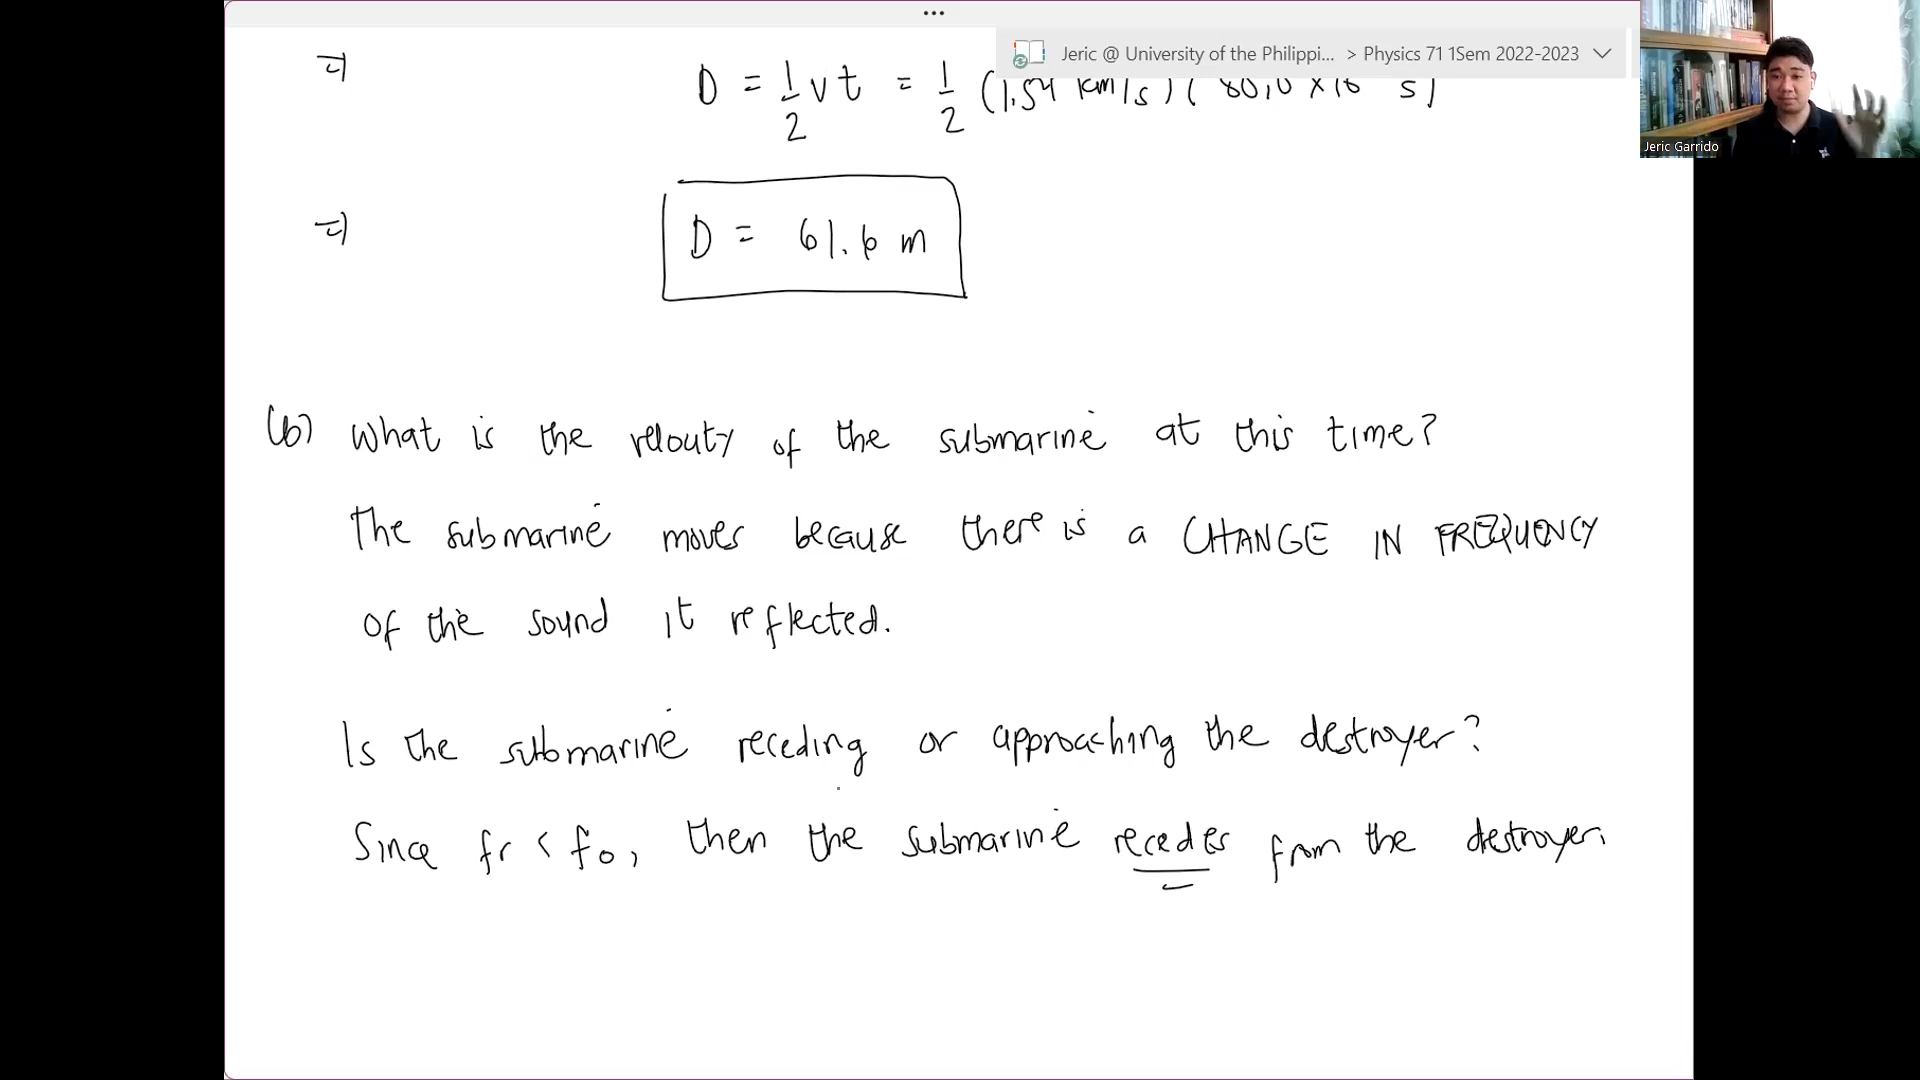 ...
Jeric @ University of the Philippi... > Physics 71 1Sem 2022-2023
Jeric Garrido
⇒ D = 1/2 vt = 1/2 (1.54 km/s)(80.0 x 10 s)
⇒ D = 61.6 m
(b) What is the velocity of the submarine at this time?
The submarine moves because there is a CHANGE IN FREQUENCY
of the sound it reflected.
Is the submarine receding or approaching the destroyer?
Since fr < fo, then the submarine recedes from the destroyer.